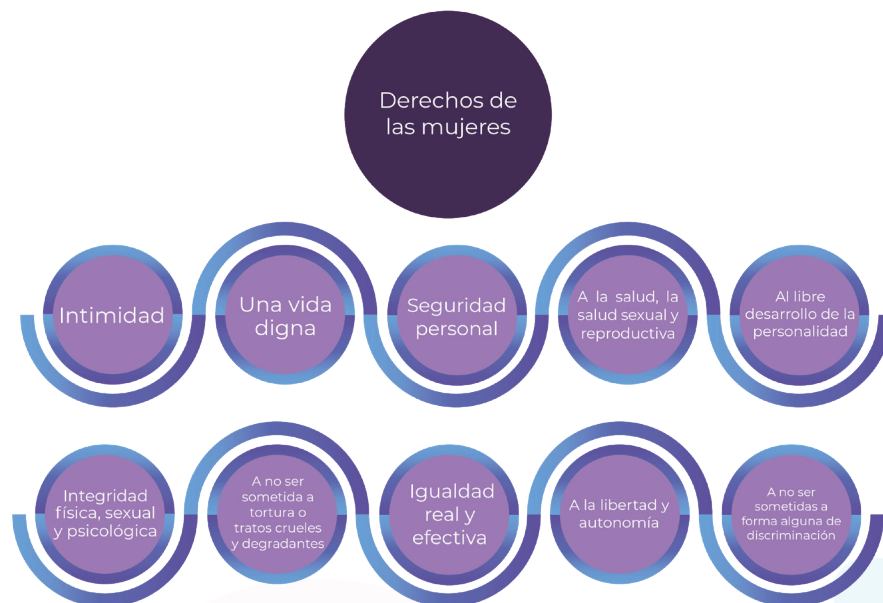 Derechos de
las mujeres
Intimidad
Una vida
digna
Seguridad
personal
A la salud, la
salud sexual y
reproductiva
Al libre
desarrollo de la
personalidad
Integridad
física, sexual
y psicológica
A no ser
sometida a
tortura o
tratos crueles
y degradantes
Igualdad
real y
efectiva
A la libertad y
autonomía
A no ser
sometidas a
forma alguna de
discriminación